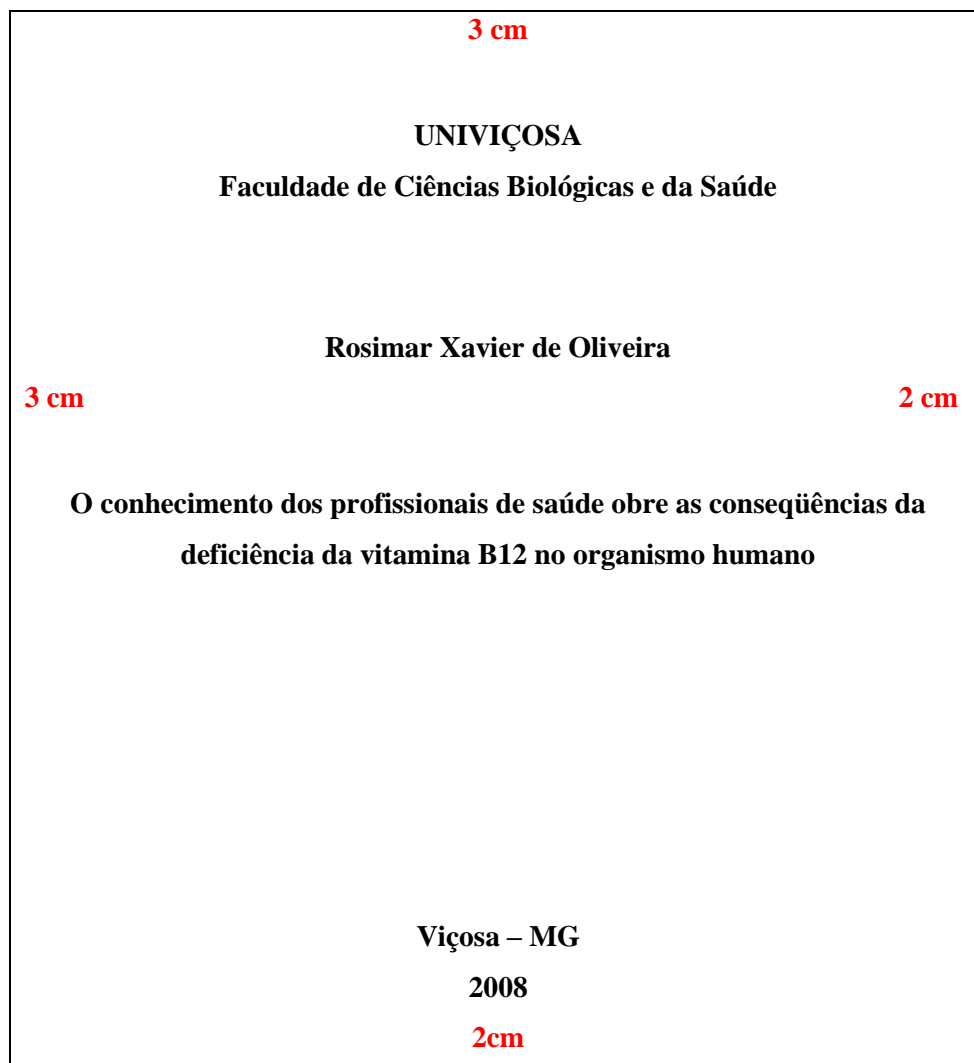 3 cm
UNIVIÇOSA
Faculdade de Ciências Biológicas e da Saúde
Rosimar Xavier de Oliveira
3 cm 2 cm
O conhecimento dos profissionais de saúde obre as conseqüências da
deficiência da vitamina B12 no organismo humano
Viçosa – MG
2008
2cm